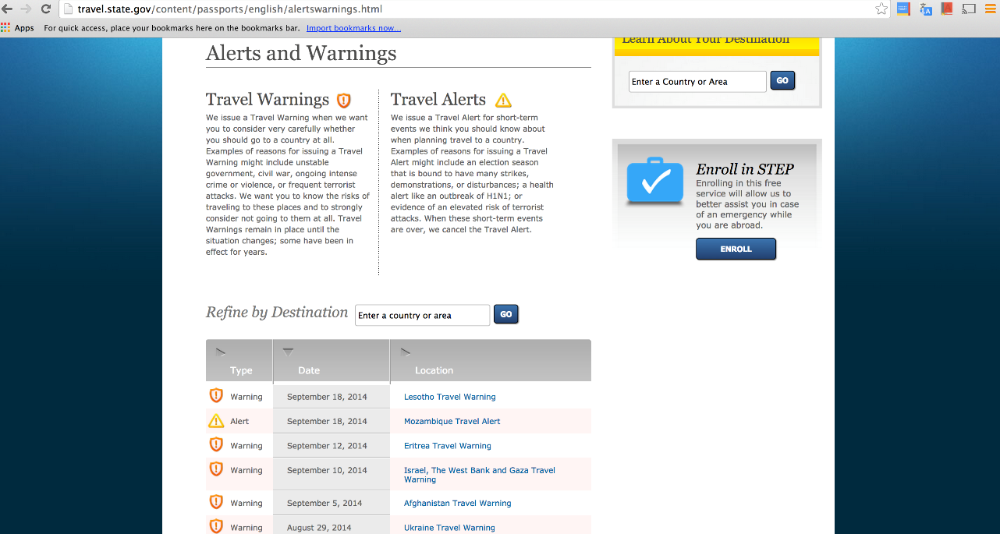 travel.state.gov/content/passports/english/alertswarnings.html
Apps For quick access, place your bookmarks here on the bookmarks bar. Import bookmarks now...
Alerts and Warnings
Travel Warnings
We issue a Travel Warning when we want
you to consider very carefully whether
you should go to a country at all.
Examples of reasons for issuing a Travel
Warning might include unstable
government, civil war, ongoing intense
crime or violence, or frequent terrorist
attacks. We want you to know the risks of
traveling to these places and to strongly
consider not going to them at all. Travel
Warnings remain in place until the
situation changes; some have been in
effect for years.
Travel Alerts
We issue a Travel Alert for short-term
events we think you should know about
when planning travel to a country.
Examples of reasons for issuing a Travel
Alert might include an election season
that is bound to have many strikes,
demonstrations, or disturbances; a health
alert like an outbreak of H1N1; or
evidence of an elevated risk of terrorist
attacks. When these short-term events
are over, we cancel the Travel Alert.
Refine by Destination Enter a country or area GO
Type Date Location
Warning September 18, 2014 Lesotho Travel Warning
Alert September 18, 2014 Mozambique Travel Alert
Warning September 12, 2014 Eritrea Travel Warning
Warning September 10, 2014 Israel, The West Bank and Gaza Travel
Warning
Warning September 5, 2014 Afghanistan Travel Warning
Warning August 29, 2014 Ukraine Travel Warning
Learn About Your Destination
Enter a Country or Area GO
Enroll in STEP
Enrolling in this free
service will allow us to
better assist you in case
of an emergency while
you are abroad.
ENROLL